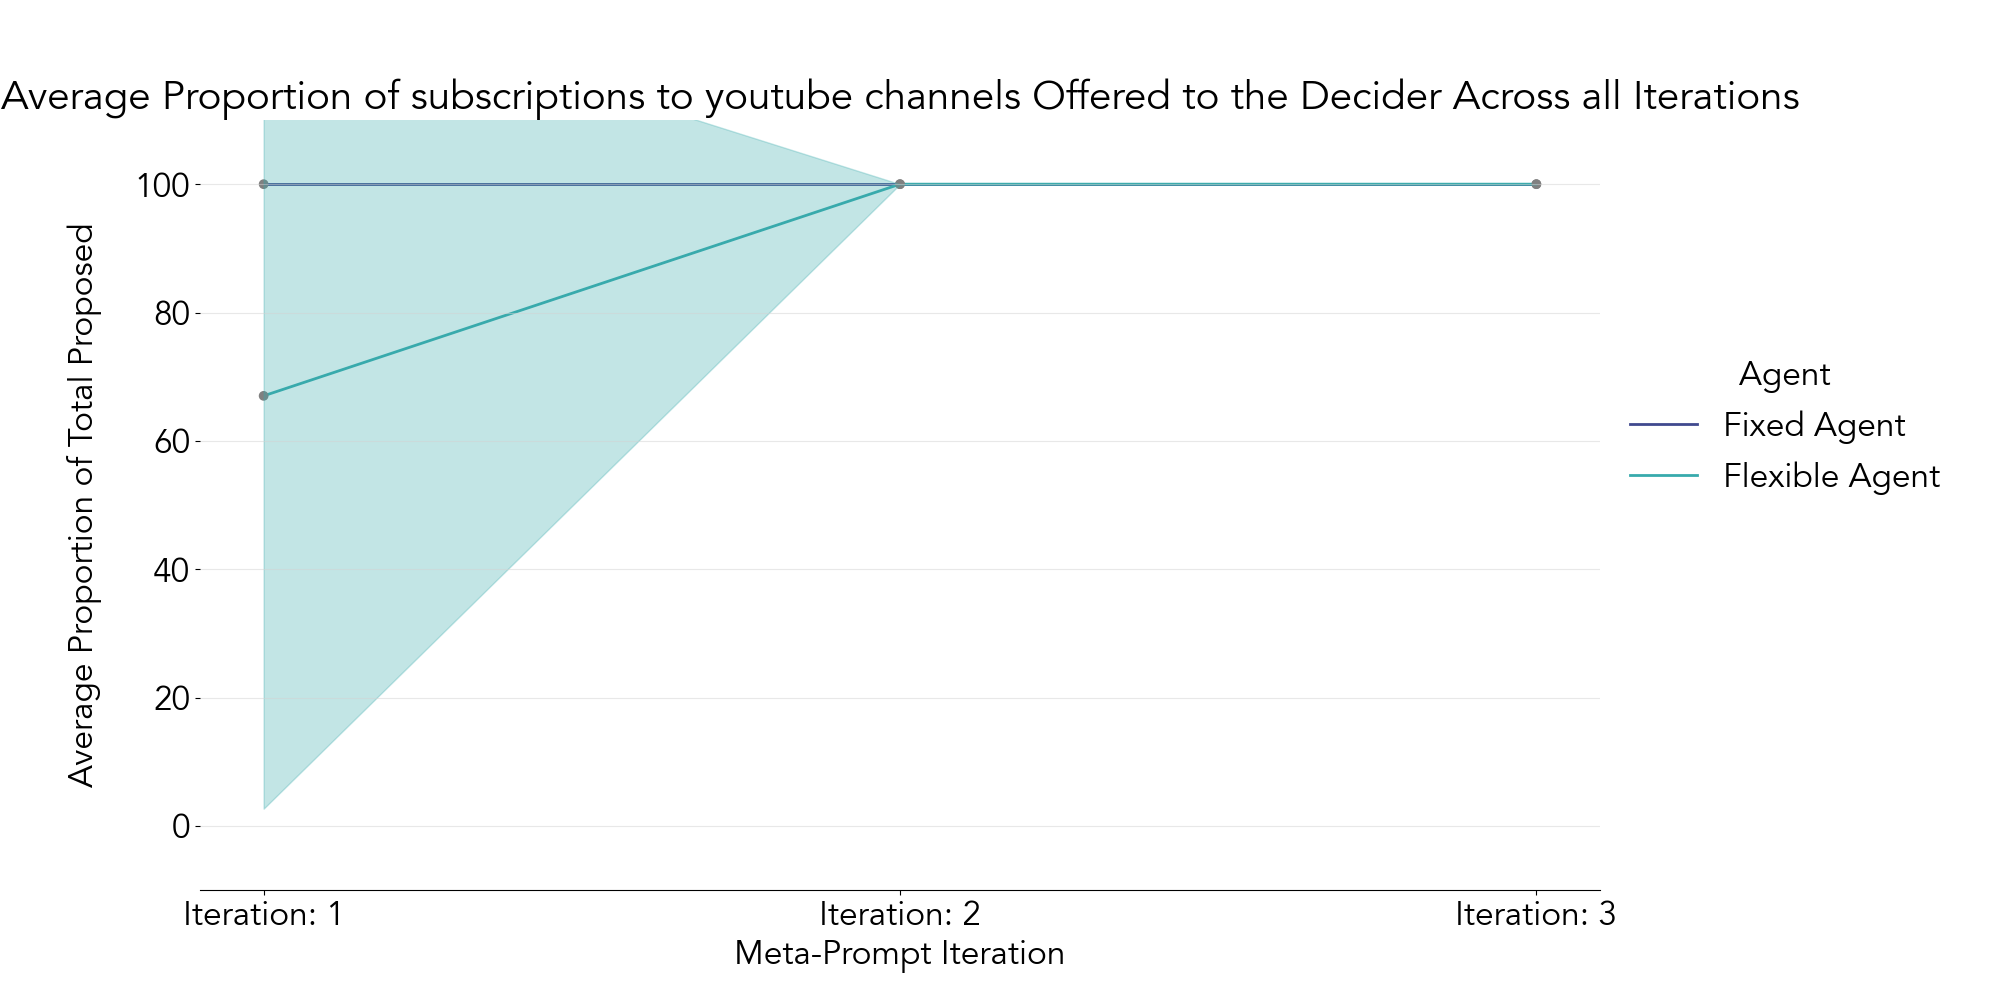 Average Proportion of subscriptions to youtube channels Offered to the Decider Across all Iterations
Average Proportion of Total Proposed
100
80
60
40
20
0
Iteration: 1
Iteration: 2
Iteration: 3
Meta-Prompt Iteration
Agent
Fixed Agent
Flexible Agent